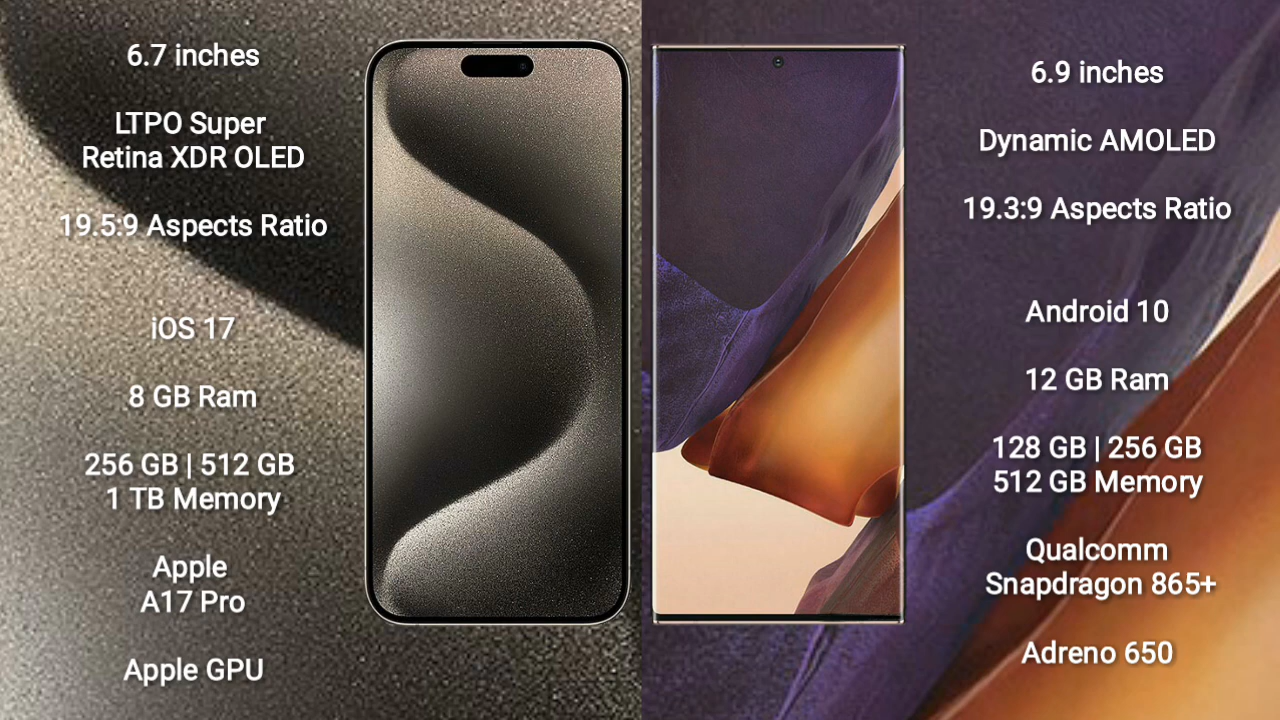 6.7 inches
LTPO Super
Retina XDR OLED
19.5:9 Aspects Ratio
iOS 17
8 GB Ram
256 GB | 512 GB
1 TB Memory
Apple
A17 Pro
Apple GPU
6.9 inches
Dynamic AMOLED
19.3:9 Aspects Ratio
Android 10
12 GB Ram
128 GB | 256 GB
512 GB Memory
Qualcomm
Snapdragon 865+
Adreno 650